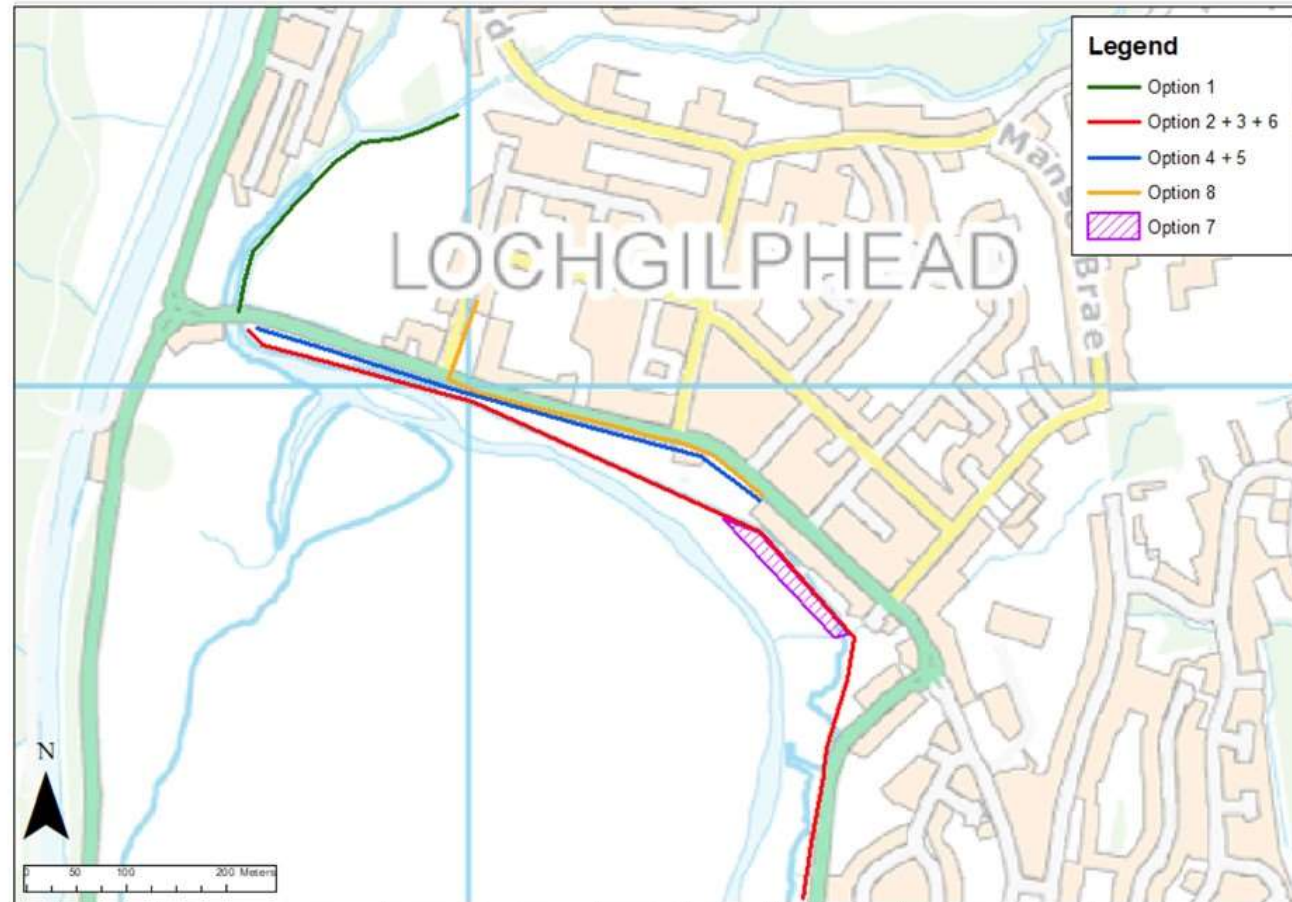 Legend
Option 1
Option 2 + 3 + 6
Option 4 + 5
Option 8
Option 7
Manse Brae
LOCHGILPHEAD
N
0 50 100 200 Meters